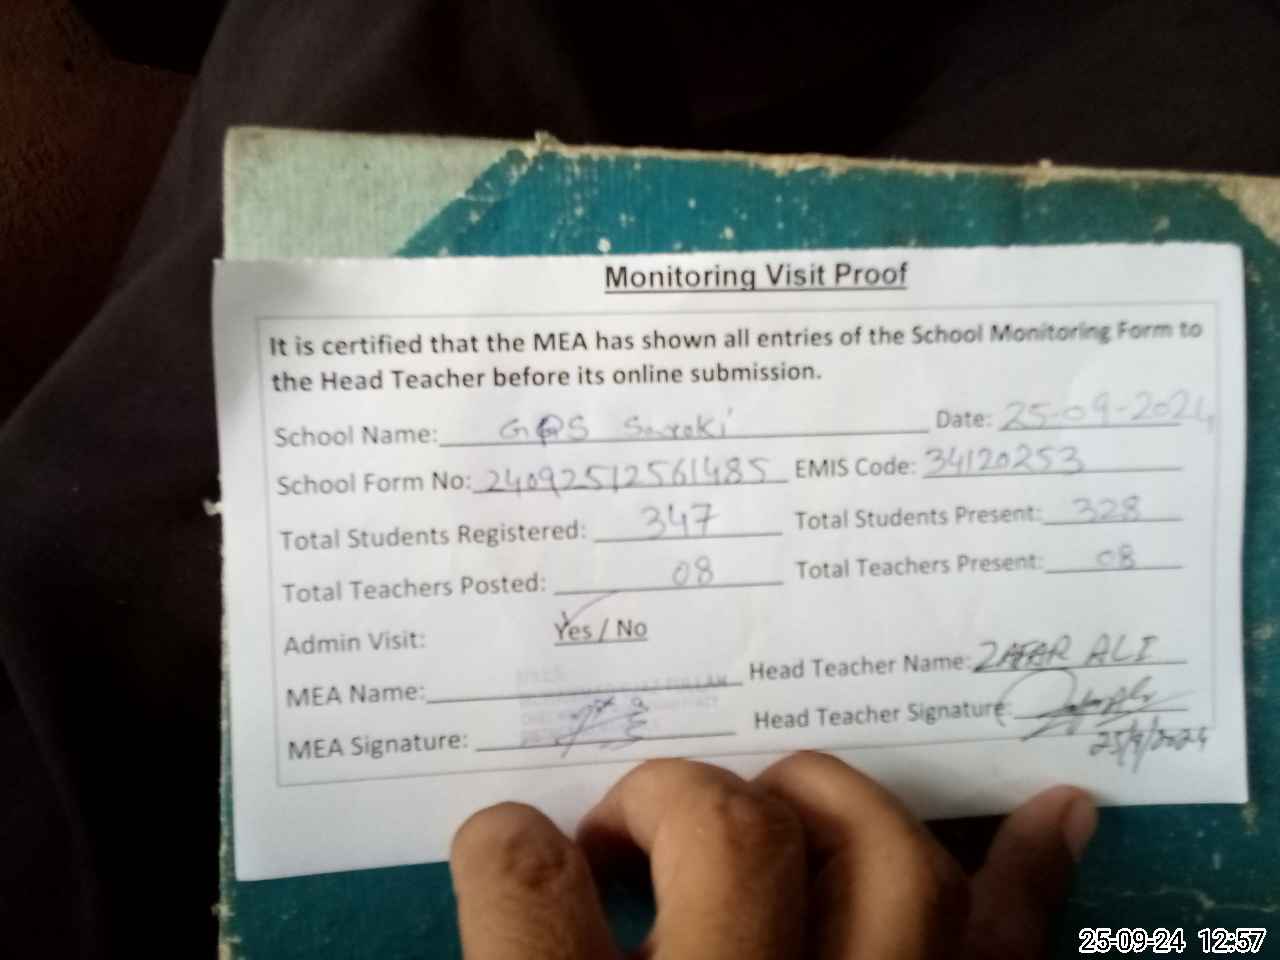 Monitoring Visit Proof
It is certified that the MEA has shown all entries of the School Monitoring Form to
the Head Teacher before its online submission.
School Name: GPS Saroki Date: 25-09-2024
School Form No: 24092512561485 EMIS Code: 34120253
Total Students Registered: 347 Total Students Present: 328
Total Teachers Posted: 08 Total Teachers Present: 08
Admin Visit: Yes / No
MEA Name: Head Teacher Name: ZAFAR ALI
MEA Signature: Head Teacher Signature:
25/9/2024
25-09-24 12:57